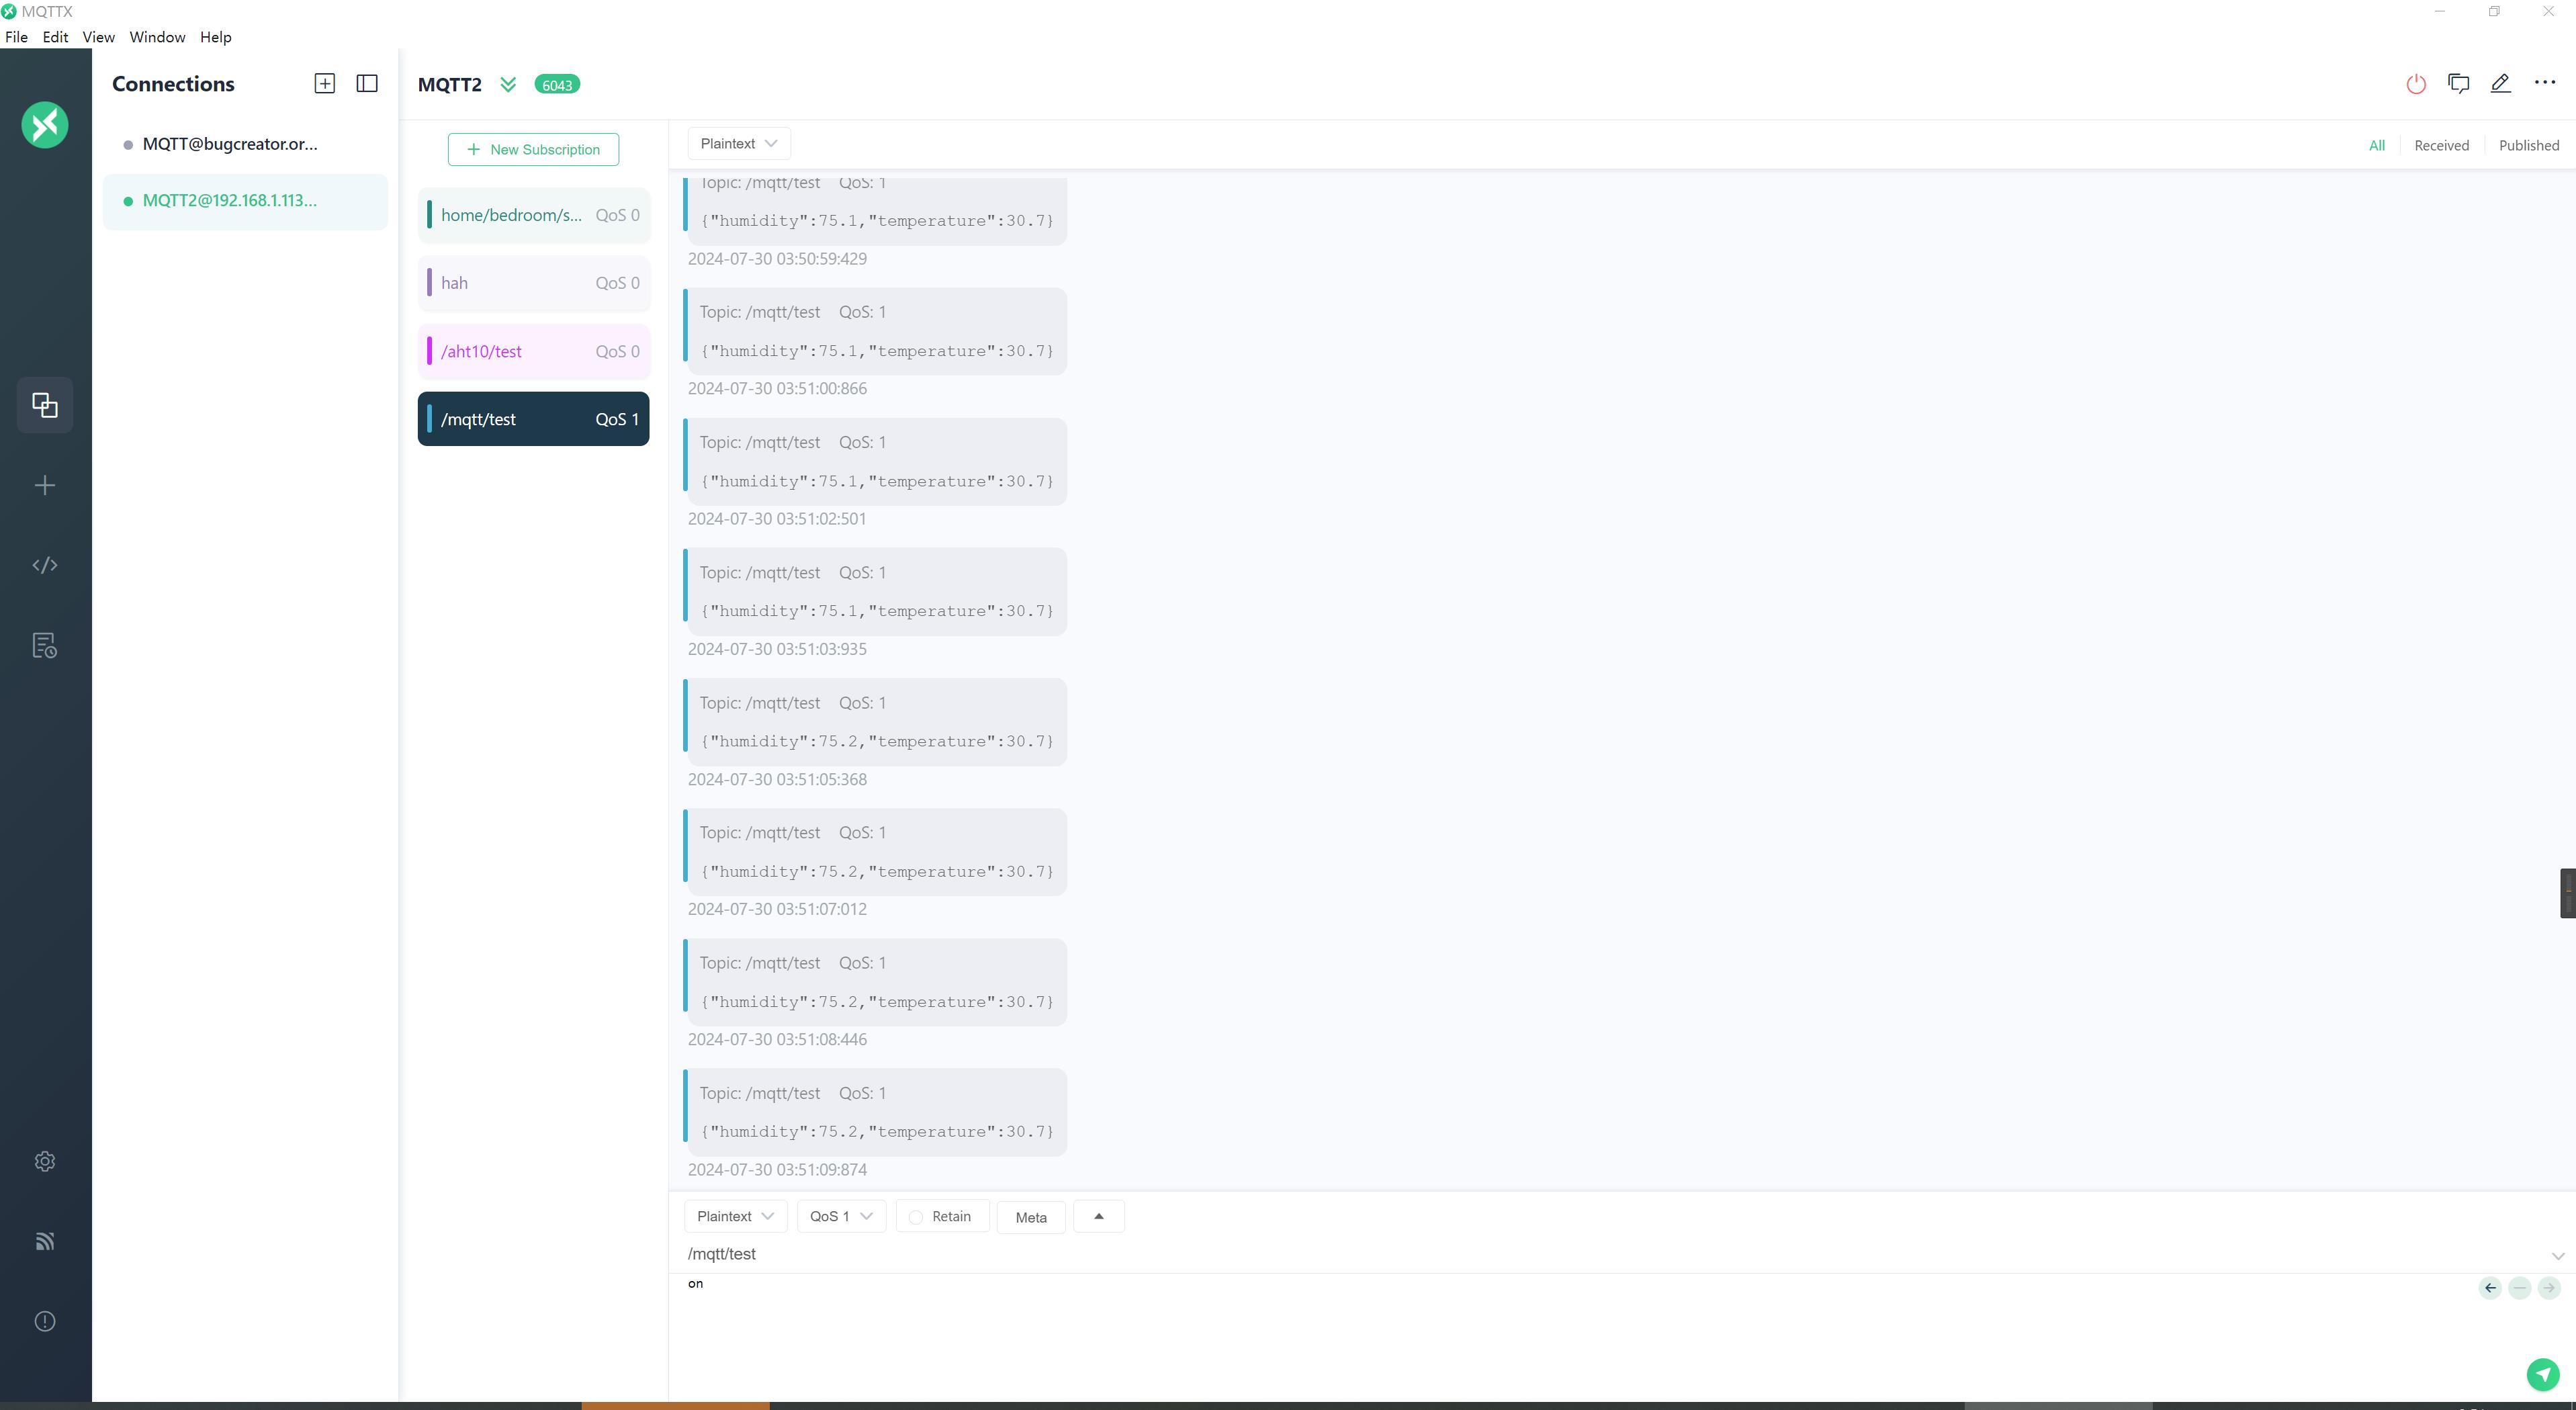 MQTTX
File Edit View Window Help
Connections
MQTT@bugcreator.or...
MQTT2@192.168.1.113...
MQTT2 6043
New Subscription
home/bedroom/s... QoS 0
hah QoS 0
/aht10/test QoS 0
/mqtt/test QoS 1
Plaintext
All Received Published
Topic: /mqtt/test QoS: 1
{"humidity":75.1,"temperature":30.7}
2024-07-30 03:50:59:429
Topic: /mqtt/test QoS: 1
{"humidity":75.1,"temperature":30.7}
2024-07-30 03:51:00:866
Topic: /mqtt/test QoS: 1
{"humidity":75.1,"temperature":30.7}
2024-07-30 03:51:02:501
Topic: /mqtt/test QoS: 1
{"humidity":75.1,"temperature":30.7}
2024-07-30 03:51:03:935
Topic: /mqtt/test QoS: 1
{"humidity":75.2,"temperature":30.7}
2024-07-30 03:51:05:368
Topic: /mqtt/test QoS: 1
{"humidity":75.2,"temperature":30.7}
2024-07-30 03:51:07:012
Topic: /mqtt/test QoS: 1
{"humidity":75.2,"temperature":30.7}
2024-07-30 03:51:08:446
Topic: /mqtt/test QoS: 1
{"humidity":75.2,"temperature":30.7}
2024-07-30 03:51:09:874
Plaintext QoS 1 Retain Meta
/mqtt/test
on